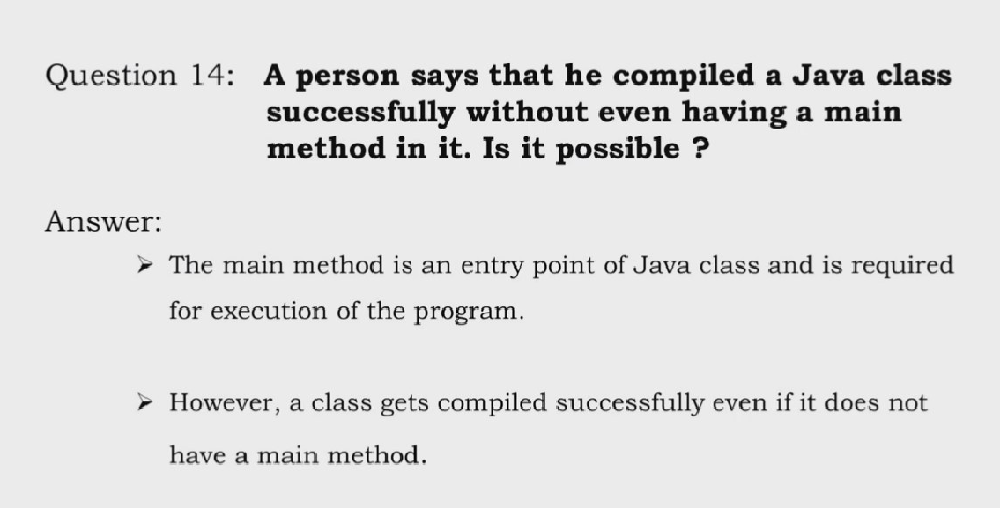 Question 14: A person says that he compiled a Java class
successfully without even having a main
method in it. Is it possible ?
Answer:
➢ The main method is an entry point of Java class and is required
for execution of the program.
➢ However, a class gets compiled successfully even if it does not
have a main method.